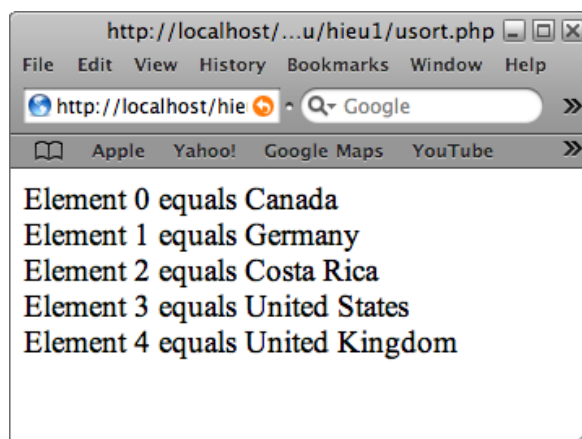 http://localhost/...u/hieu1/usort.php
File Edit View History Bookmarks Window Help
http://localhost/hie Google
Apple Yahoo! Google Maps YouTube
Element 0 equals Canada
Element 1 equals Germany
Element 2 equals Costa Rica
Element 3 equals United States
Element 4 equals United Kingdom